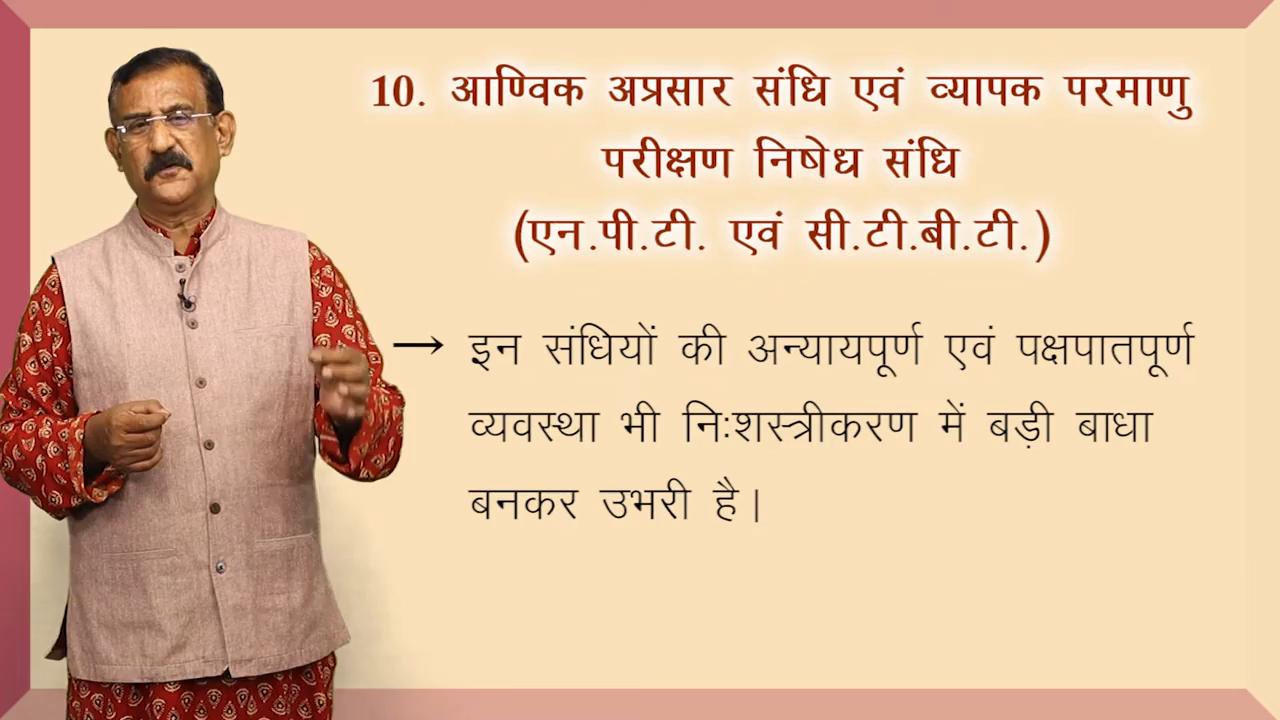 10. आण्विक अप्रसार संधि एवं व्यापक परमाणु
परीक्षण निषेध संधि
(एन.पी.टी. एवं सी.टी.बी.टी.)
→ इन संधियों की अन्यायपूर्ण एवं पक्षपातपूर्ण
व्यवस्था भी निःशस्त्रीकरण में बड़ी बाधा
बनकर उभरी है।